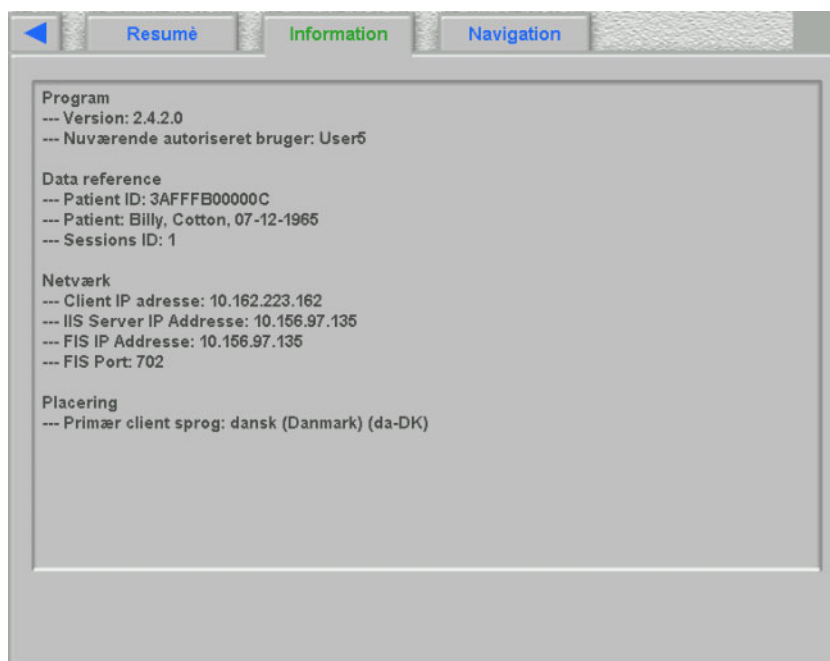 Resumè
Information
Navigation
Program
--- Version: 2.4.2.0
--- Nuværende autoriseret bruger: User5
Data reference
--- Patient ID: 3AFFFB00000C
--- Patient: Billy, Cotton, 07-12-1965
--- Sessions ID: 1
Netværk
--- Client IP adresse: 10.162.223.162
--- IIS Server IP Addresse: 10.156.97.135
--- FIS IP Addresse: 10.156.97.135
--- FIS Port: 702
Placering
--- Primær client sprog: dansk (Danmark) (da-DK)